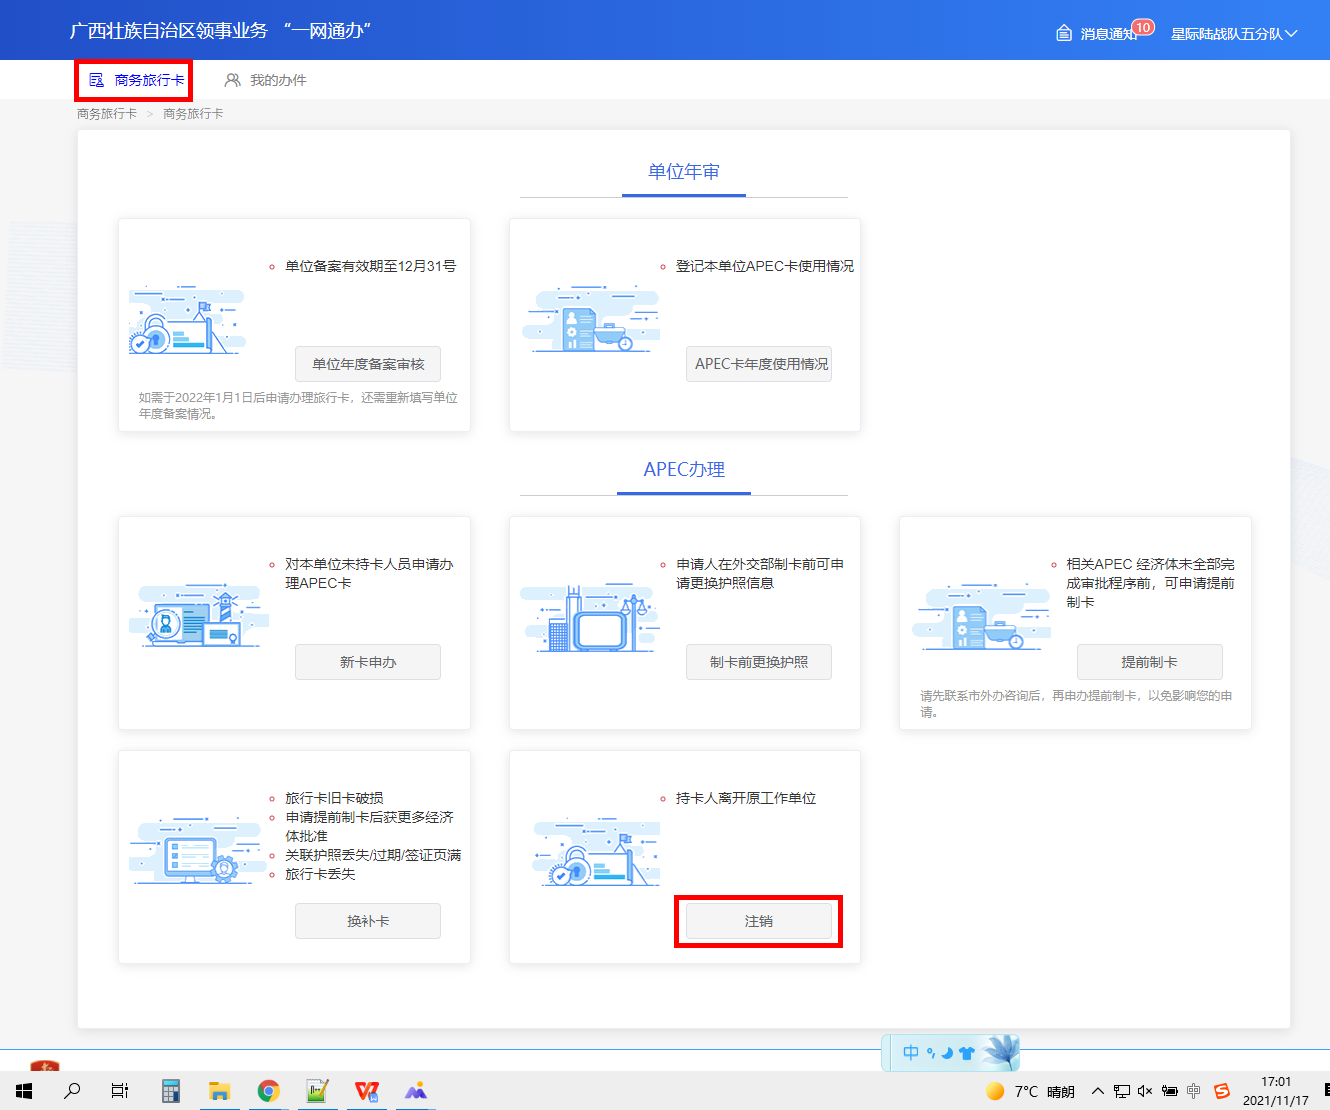 广西壮族自治区领事业务 “一网通办”
消息通知
10
星际陆战队五分队
商务旅行卡
我的办件
商务旅行卡 > 商务旅行卡
单位年审
单位备案有效期至12月31号
单位年度备案审核
如需于2022年1月1日后申请办理旅行卡，还需重新填写单位
年度备案情况。
登记本单位APEC卡使用情况
APEC卡年度使用情况
APEC办理
对本单位未持卡人员申请办
理APEC卡
新卡申办
申请人在外交部制卡前可申
请更换护照信息
制卡前更换护照
相关APEC 经济体未全部完
成审批程序前，可申请提前
制卡
提前制卡
请先联系市外办咨询后，再申办提前制卡，以免影响您的申
请。
旅行卡旧卡破损
申请提前制卡后获更多经济
体批准
关联护照丢失/过期/签证页满
旅行卡丢失
换补卡
持卡人离开原工作单位
注销
中
7°C 晴朗
中
17:01
2021/11/17